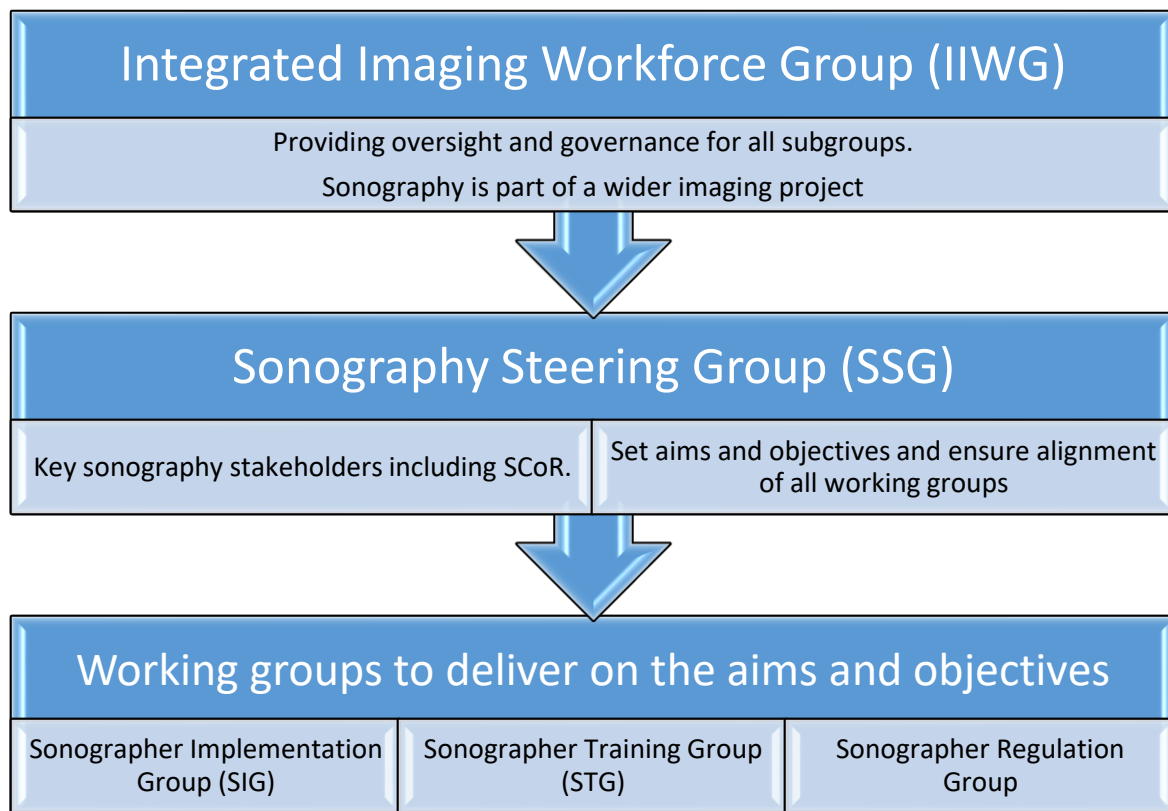 Integrated Imaging Workforce Group (IIWG)
Providing oversight and governance for all subgroups.
Sonography is part of a wider imaging project
Sonography Steering Group (SSG)
Key sonography stakeholders including SCoR.
Set aims and objectives and ensure alignment
of all working groups
Working groups to deliver on the aims and objectives
Sonographer Implementation
Group (SIG)
Sonographer Training Group
(STG)
Sonographer Regulation
Group